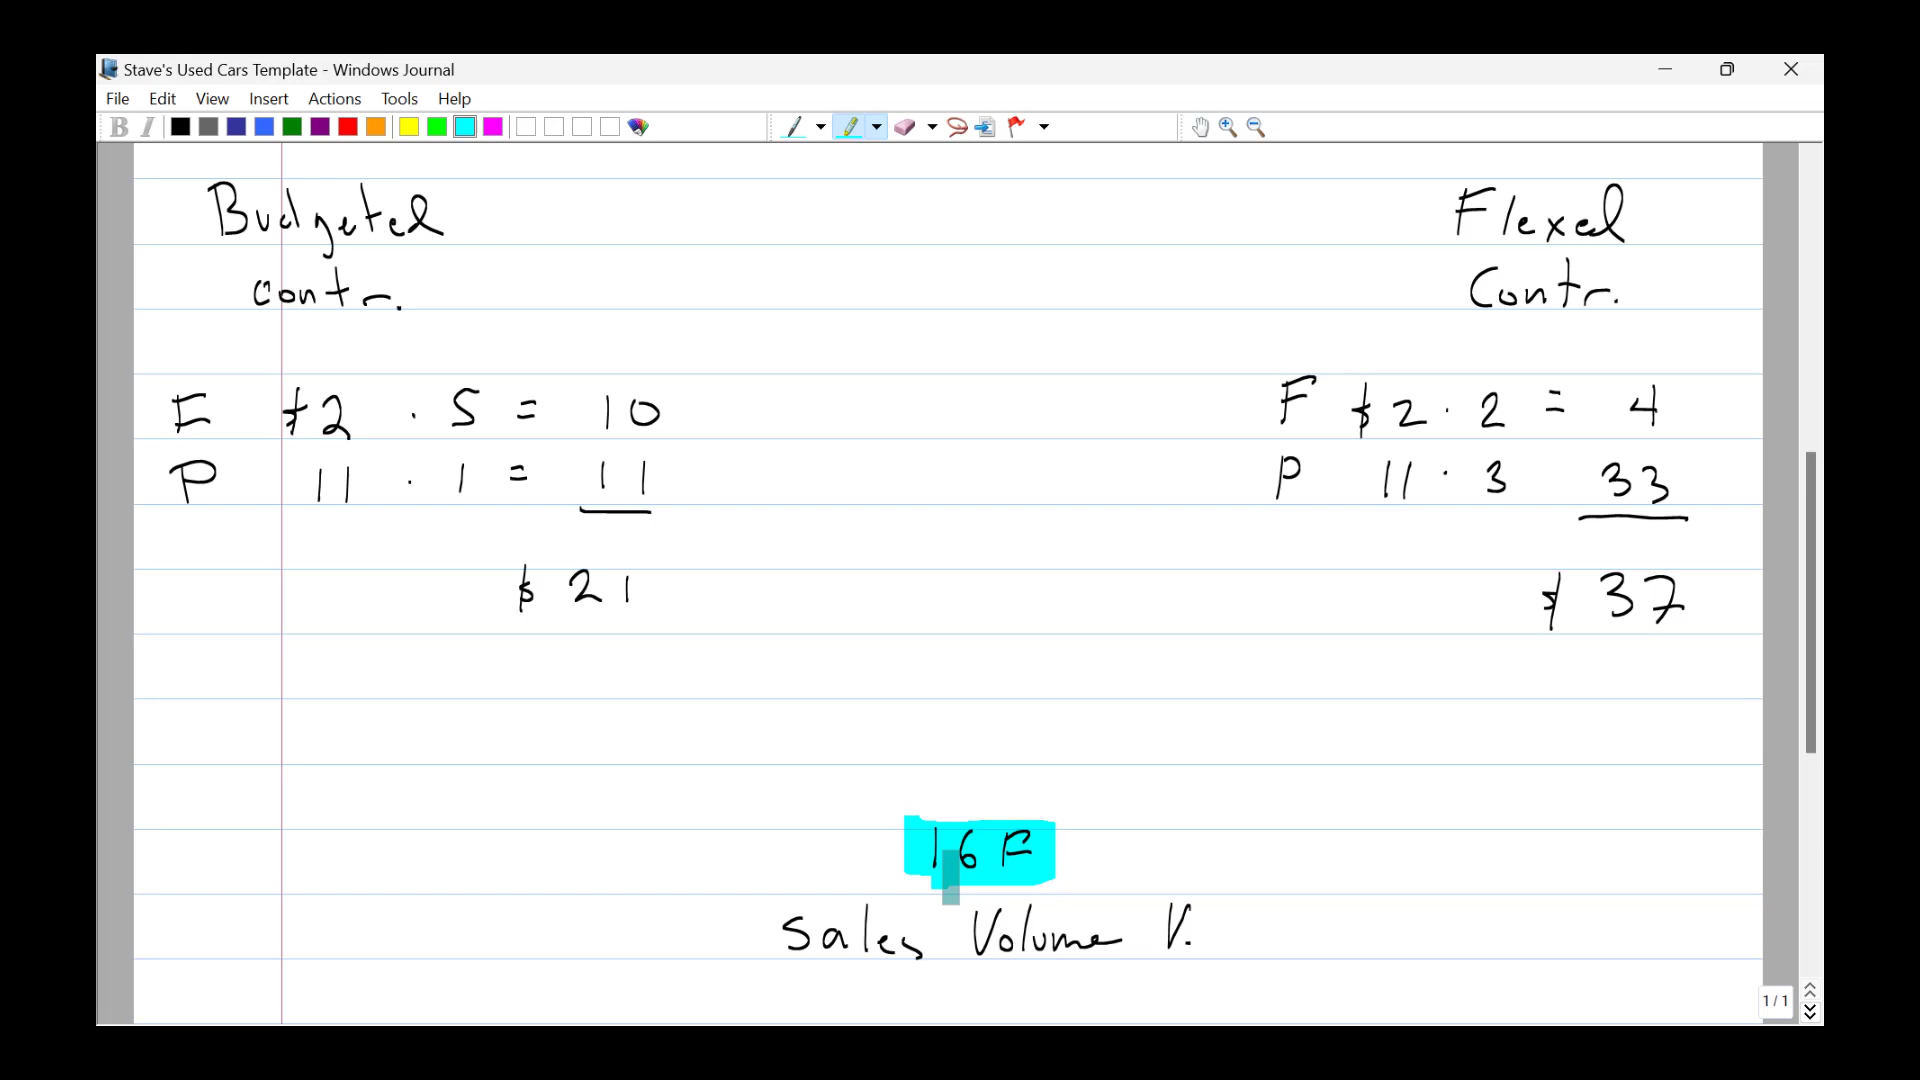 Stave's Used Cars Template - Windows Journal
File Edit View Insert Actions Tools Help
B I
Budgeted
contr.
Flexed
Contr.
F $2 · 5 = 10
P 11 · 1 = 11
$ 21
F $2 · 2 = 4
P 11 · 3 33
$ 37
16 F
Sales Volume V.
1 / 1